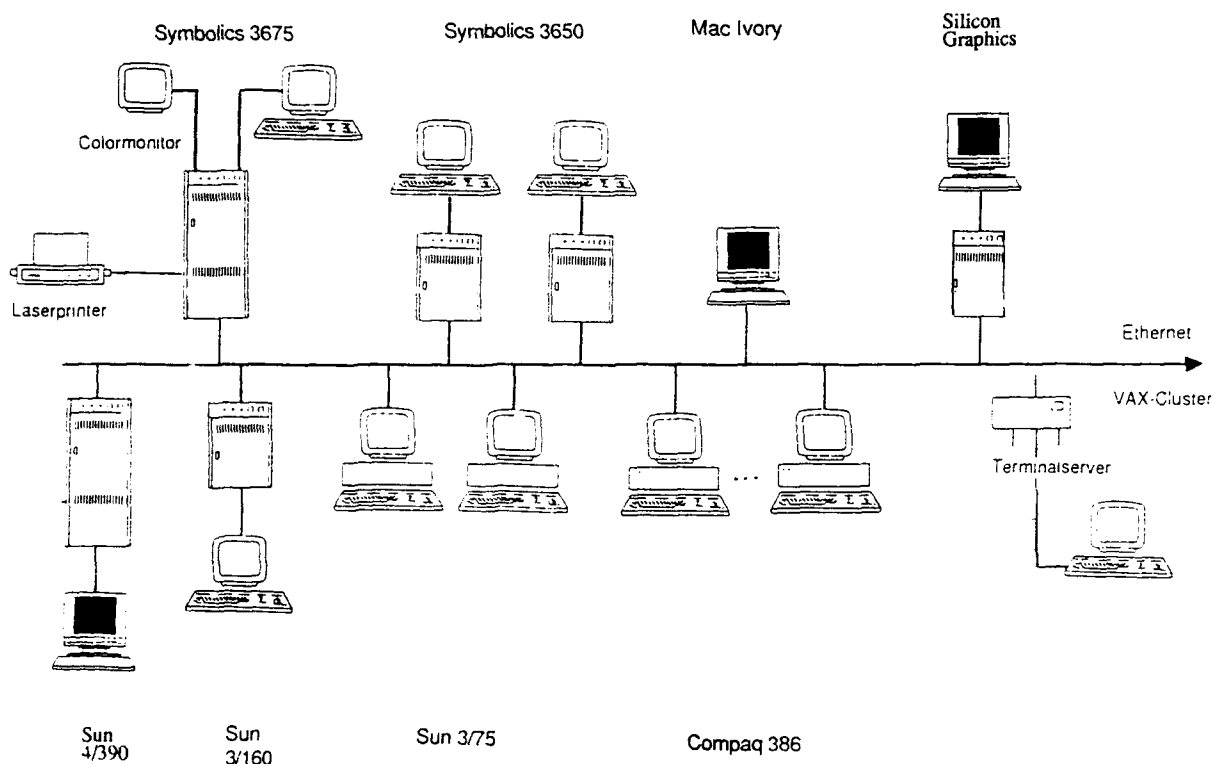 Symbolics 3675
Symbolics 3650
Mac Ivory
Silicon
Graphics
Colormonitor
Laserprinter
Ethernet
VAX-Cluster
Terminalserver
Sun
4/390
Sun
3/160
Sun 3/75
...
Compaq 386